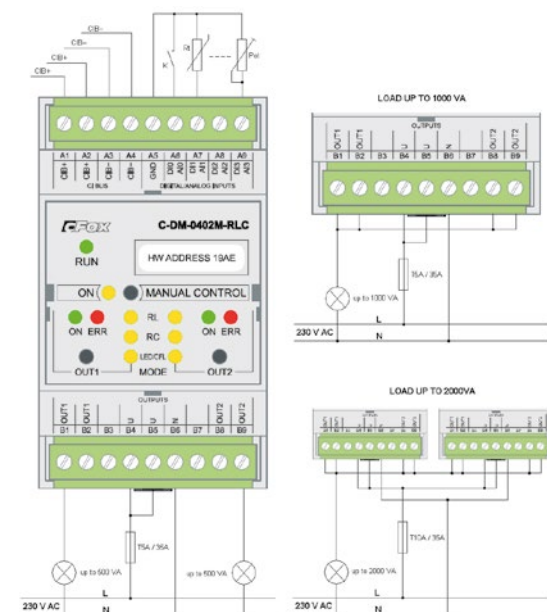 CIB-
CIB-
CIB+
CIB+
K
Rt
Pot
A1 A2 A3 A4 A5 A6 A7 A8 A9
CIB+ CIB+ CIB- CIB- GND DI0 AI0 DI1 AI1 DI2 AI2 DI3 AI3
CIB BUS DIGITAL/ANALOG INPUTS
CFox C-DM-0402M-RLC
RUN
HW ADDRESS 19AE
ON MANUAL CONTROL
ON ERR RL ON ERR
RC
LED/CFL
OUT1 MODE OUT2
OUTPUTS
OUT1 OUT1 U U N OUT2 OUT2
B1 B2 B3 B4 B5 B6 B7 B8 B9
T5A / 35A
up to 500 VA up to 500 VA
L
230 V AC
N
LOAD UP TO 1000 VA
OUTPUTS
OUT1 OUT1 U U N OUT2 OUT2
B1 B2 B3 B4 B5 B6 B7 B8 B9
T5A / 35A
up to 1000 VA
L
230 V AC
N
LOAD UP TO 2000VA
T10A / 35A
up to 2000 VA
L
230 V AC
N